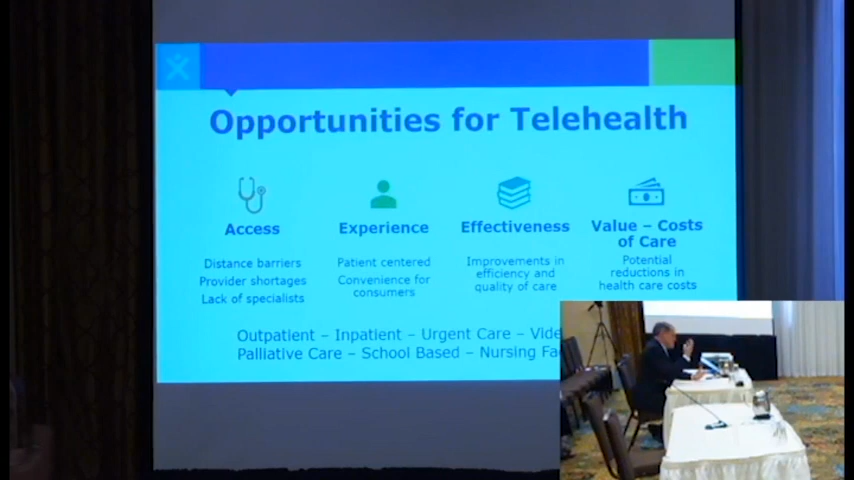 Opportunities for Telehealth
Access
Distance barriers
Provider shortages
Lack of specialists
Experience
Patient centered
Convenience for
consumers
Effectiveness
Improvements in
efficiency and
quality of care
Value – Costs
of Care
Potential
reductions in
health care costs
Outpatient – Inpatient – Urgent Care –
Palliative Care – School Based – Nursing